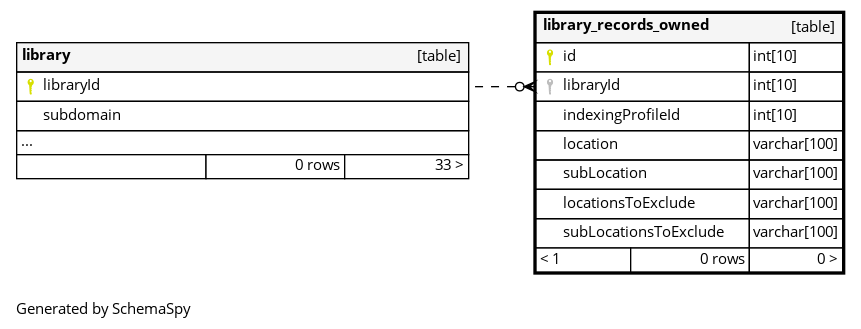 library [table]
libraryId
subdomain
...
0 rows 33 >
library_records_owned [table]
id int[10]
libraryId int[10]
indexingProfileId int[10]
location varchar[100]
subLocation varchar[100]
locationsToExclude varchar[100]
subLocationsToExclude varchar[100]
< 1 0 rows 0 >
Generated by SchemaSpy